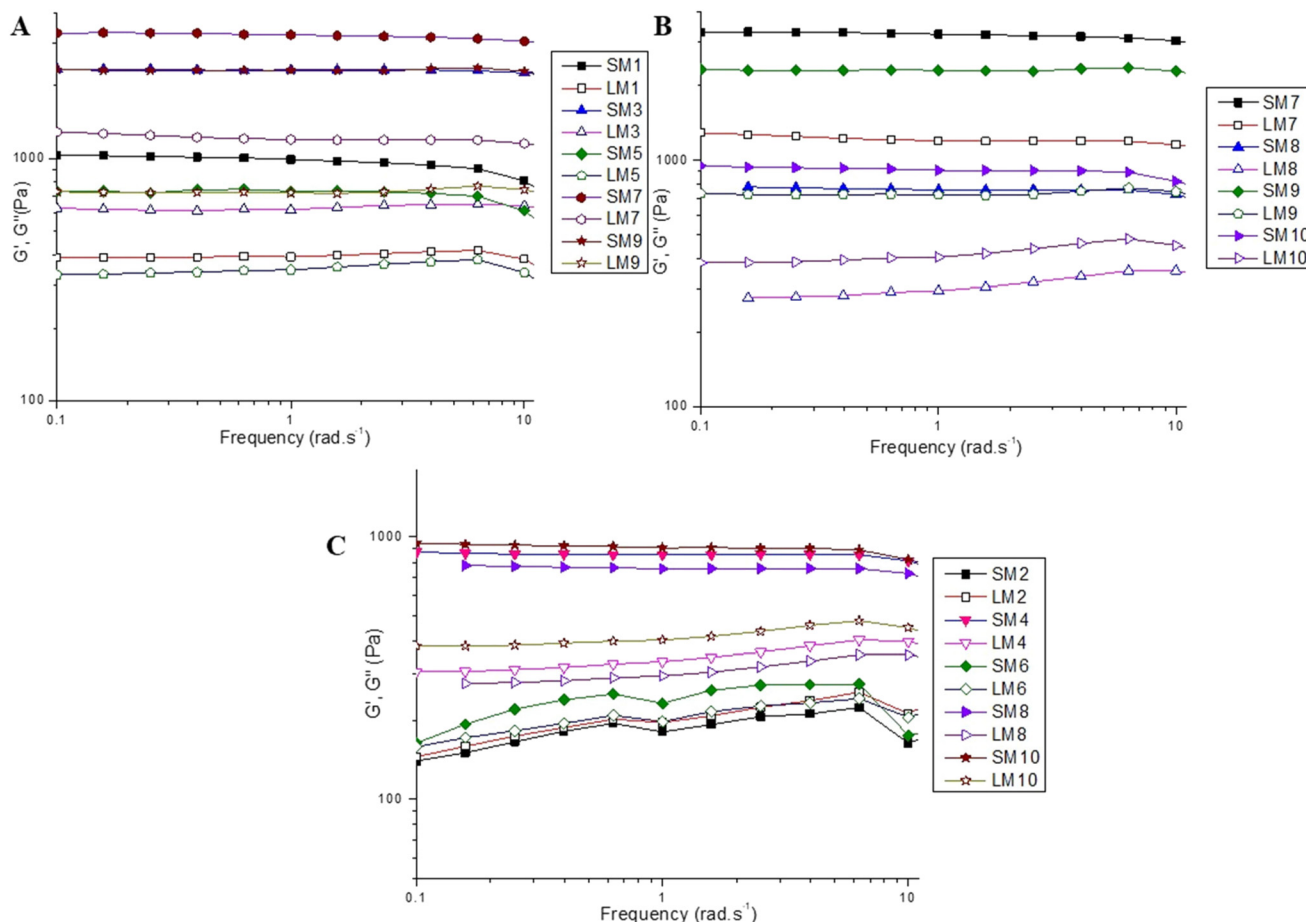 A
1000
100
G', G"(Pa)
0.1
1
10
Frequency (rad.s⁻¹)
SM1
LM1
SM3
LM3
SM5
LM5
SM7
LM7
SM9
LM9
B
1000
100
G', G" (Pa)
0.1
1
10
Frequency (rad.s⁻¹)
SM7
LM7
SM8
LM8
SM9
LM9
SM10
LM10
C
1000
100
G', G" (Pa)
0.1
1
10
Frequency (rad.s⁻¹)
SM2
LM2
SM4
LM4
SM6
LM6
SM8
LM8
SM10
LM10